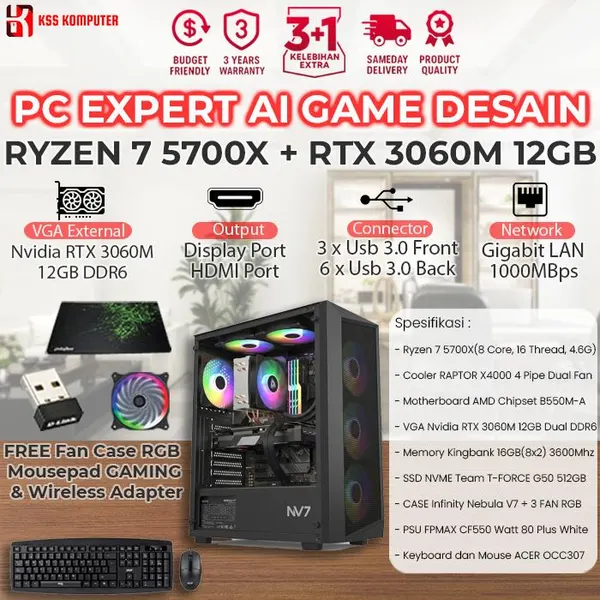 KSS KOMPUTER
BUDGET
FRIENDLY
3
3 YEARS
WARRANTY
3+1
KELEBIHAN
EXTRA
SAMEDAY
DELIVERY
PRODUCT
QUALITY
PC EXPERT AI GAME DESAIN
RYZEN 7 5700X + RTX 3060M 12GB
VGA External
Nvidia RTX 3060M
12GB DDR6
Output
Display Port
HDMI Port
Connector
3 x Usb 3.0 Front
6 x Usb 3.0 Back
Network
Gigabit LAN
1000MBps
FREE Fan Case RGB
Mousepad GAMING
& Wireless Adapter
NV7
Spesifikasi :
- Ryzen 7 5700X(8 Core, 16 Thread, 4.6G)
- Cooler RAPTOR X4000 4 Pipe Dual Fan
- Motherboard AMD Chipset B550M-A
- VGA Nvidia RTX 3060M 12GB Dual DDR6
- Memory Kingbank 16GB(8x2) 3600Mhz
- SSD NVME Team T-FORCE G50 512GB
- CASE Infinity Nebula V7 + 3 FAN RGB
- PSU FPMAX CF550 Watt 80 Plus White
- Keyboard dan Mouse ACER OCC307